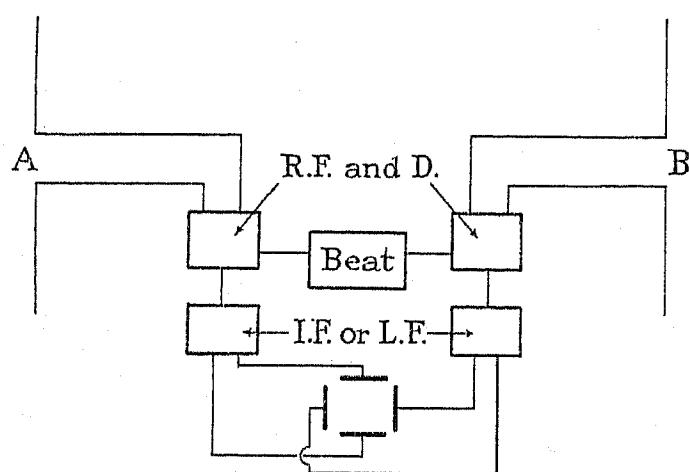 A
R.F. and D.
B
Beat
I.F. or L.F.